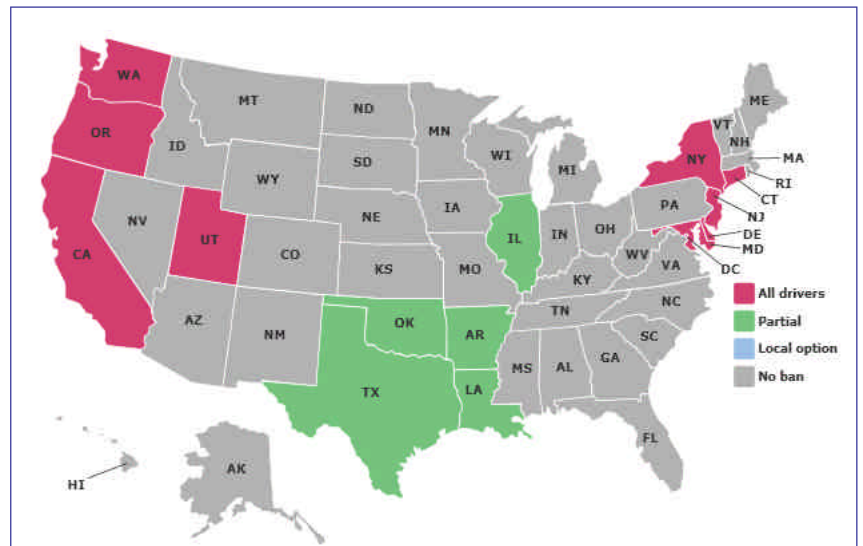 WA
MT
ND
ME
OR
MN
VT
NH
ID
SD
WI
NY
MA
MI
RI
WY
CT
IA
PA
NJ
NE
NV
OH
DE
UT
IL
IN
MD
CA
CO
WV
DC
KS
MO
VA
KY
All drivers
NC
TN
AZ
OK
Partial
NM
AR
SC
Local option
MS
AL
GA
No ban
TX
LA
FL
AK
HI